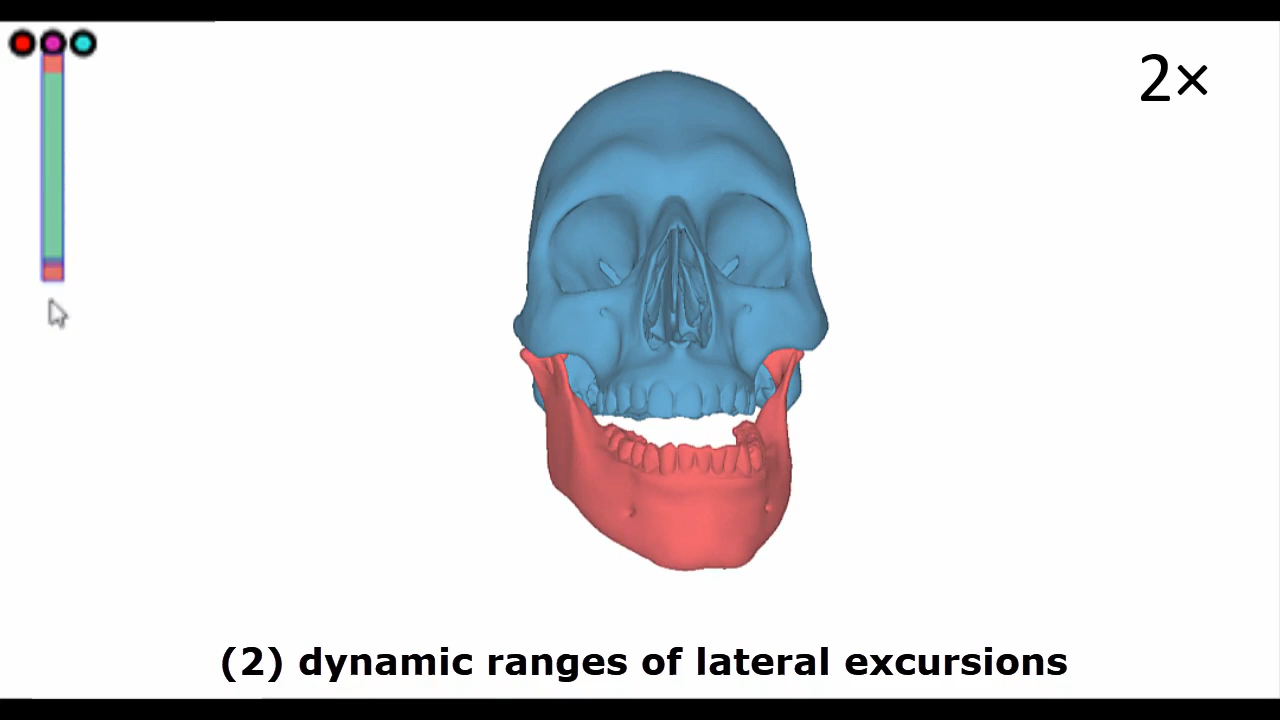 2×
(2) dynamic ranges of lateral excursions